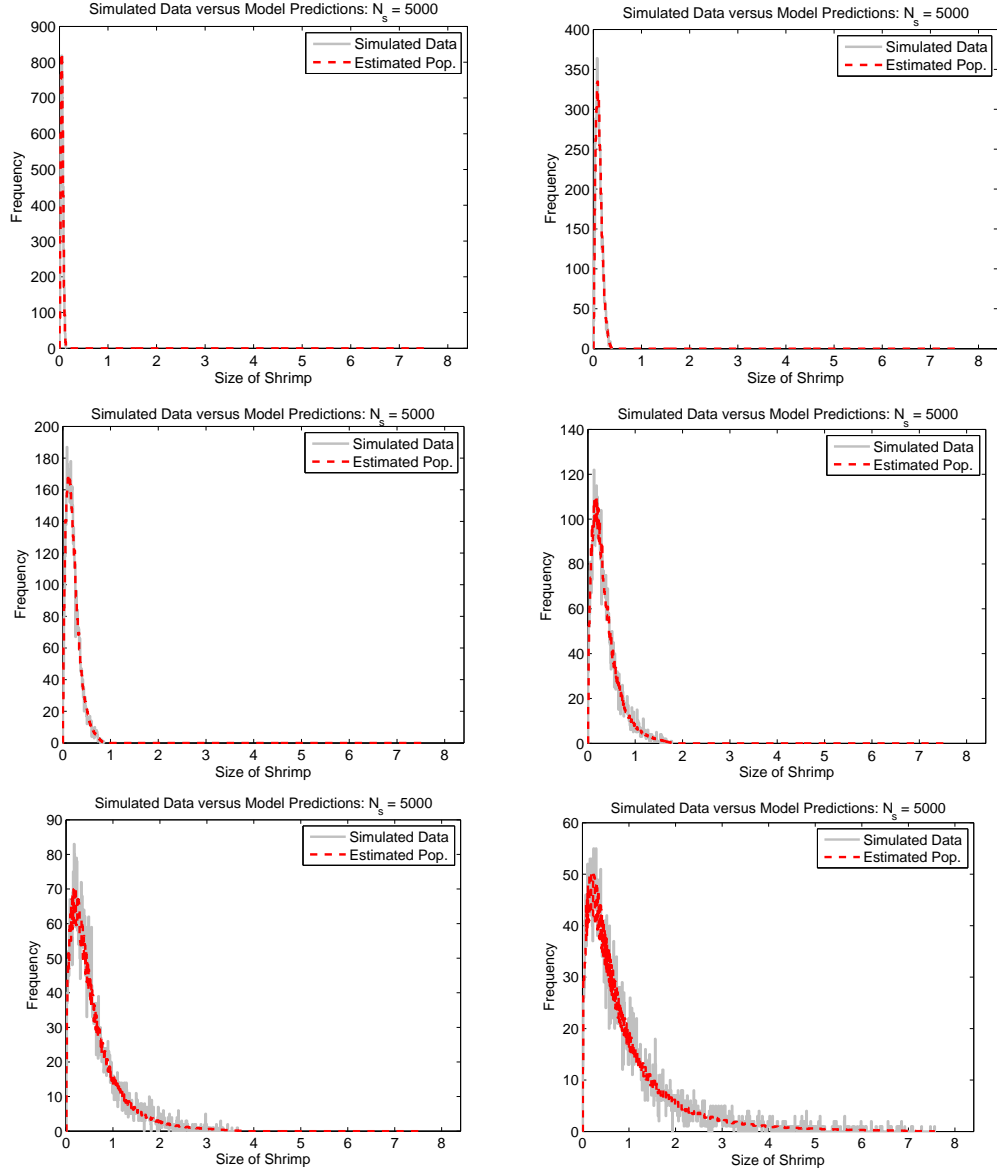 Simulated Data versus Model Predictions: N_s = 5000
900
800
700
600
500
400
300
200
100
0
Frequency
Simulated Data
Estimated Pop.
0 1 2 3 4 5 6 7 8
Size of Shrimp
Simulated Data versus Model Predictions: N_s = 5000
400
350
300
250
200
150
100
50
0
Frequency
Simulated Data
Estimated Pop.
0 1 2 3 4 5 6 7 8
Size of Shrimp
Simulated Data versus Model Predictions: N_s = 5000
200
180
160
140
120
100
80
60
40
20
0
Frequency
Simulated Data
Estimated Pop.
0 1 2 3 4 5 6 7 8
Size of Shrimp
Simulated Data versus Model Predictions: N_s = 5000
140
120
100
80
60
40
20
0
Frequency
Simulated Data
Estimated Pop.
0 1 2 3 4 5 6 7 8
Size of Shrimp
Simulated Data versus Model Predictions: N_s = 5000
90
80
70
60
50
40
30
20
10
0
Frequency
Simulated Data
Estimated Pop.
0 1 2 3 4 5 6 7 8
Size of Shrimp
Simulated Data versus Model Predictions: N_s = 5000
60
50
40
30
20
10
0
Frequency
Simulated Data
Estimated Pop.
0 1 2 3 4 5 6 7 8
Size of Shrimp